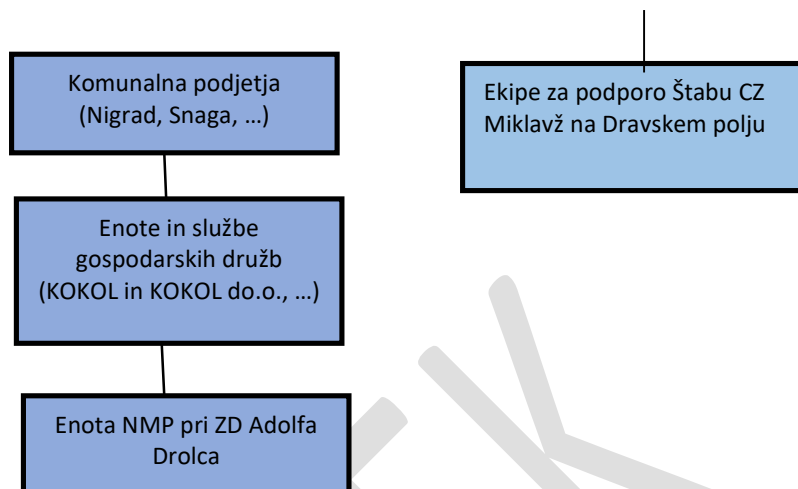 Komunalna podjetja
(Nigrad, Snaga, …)
Ekipe za podporo Štabu CZ
Miklavž na Dravskem polju
Enote in službe
gospodarskih družb
(KOKOL in KOKOL do.o., …)
Enota NMP pri ZD Adolfa
Drolca